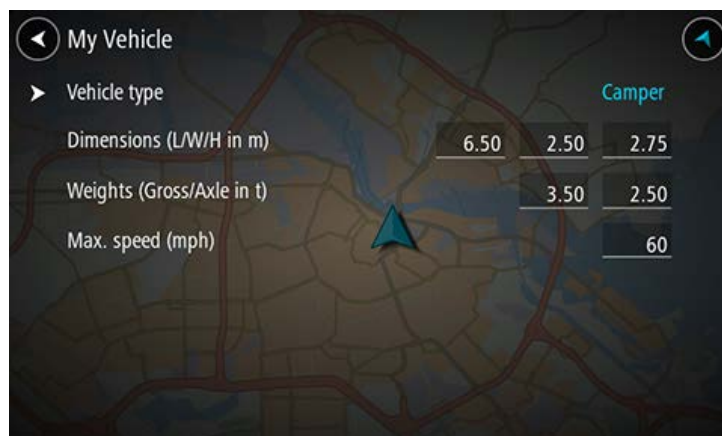 My Vehicle
Vehicle type Camper
Dimensions (L/W/H in m) 6.50 2.50 2.75
Weights (Gross/Axle in t) 3.50 2.50
Max. speed (mph) 60